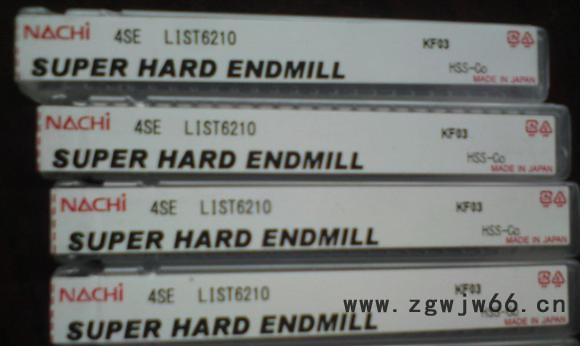 NACHi 4SE LIST6210 KF03
SUPER HARD ENDMILL HSS-Co
MADE IN JAPAN
NACHi 4SE LIST6210 KF03
SUPER HARD ENDMILL HSS-Co
MADE IN JAPAN
NACHi 4SE LIST6210 KF03
SUPER HARD ENDMILL HSS-Co
MADE IN JAPAN
NACHi 4SE LIST6210 KF03
www.zgwjw66.cn
SUPER HARD ENDMILL
MADE IN JAPAN